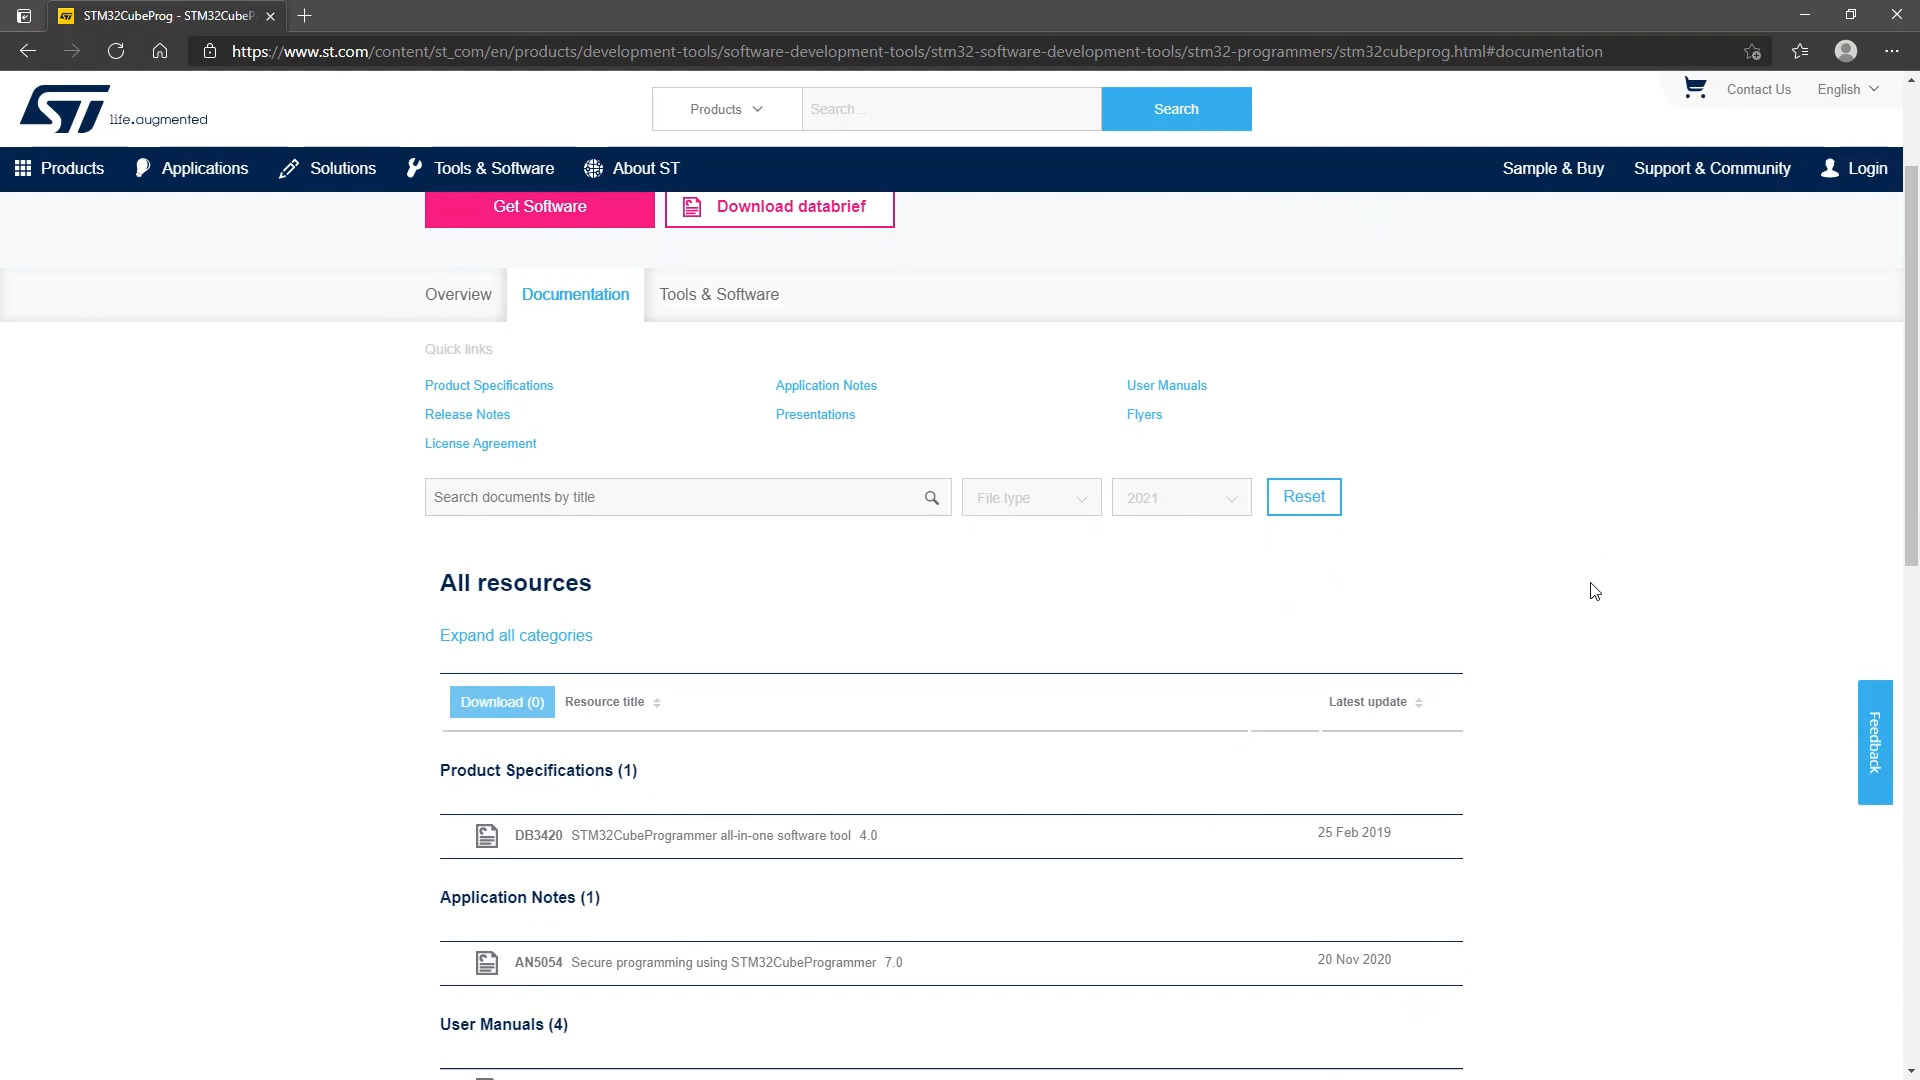 STM32CubeProg - STM32CubeP
https://www.st.com/content/st_com/en/products/development-tools/software-development-tools/stm32-software-development-tools/stm32-programmers/stm32cubeprog.html#documentation
ST life.augmented
Products Search... Search
Contact Us English
Products Applications Solutions Tools & Software About ST Sample & Buy Support & Community Login
Get Software Download databrief
Overview Documentation Tools & Software
Quick links
Product Specifications Application Notes User Manuals
Release Notes Presentations Flyers
License Agreement
Search documents by title File type 2021 Reset
All resources
Expand all categories
Download (0) Resource title Latest update
Feedback
Product Specifications (1)
DB3420 STM32CubeProgrammer all-in-one software tool 4.0 25 Feb 2019
Application Notes (1)
AN5054 Secure programming using STM32CubeProgrammer 7.0 20 Nov 2020
User Manuals (4)